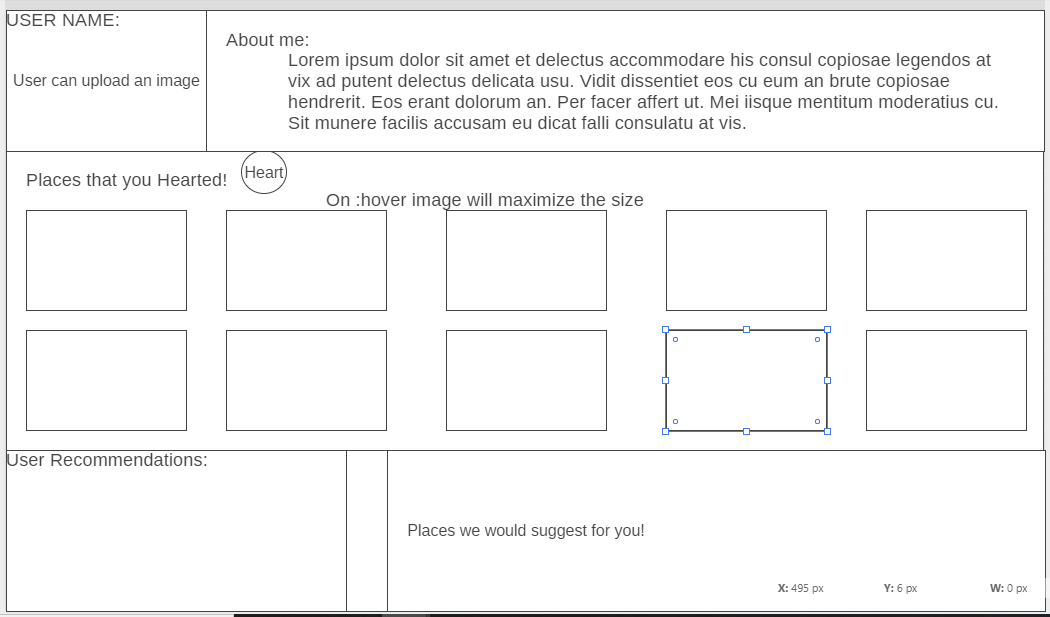 USER NAME:
User can upload an image
About me:
Lorem ipsum dolor sit amet et delectus accommodare his consul copiosae legendos at
vix ad putent delectus delicata usu. Vidit dissentiet eos cu eum an brute copiosae
hendrerit. Eos erant dolorum an. Per facer affert ut. Mei iisque mentitum moderatius cu.
Sit munere facilis accusam eu dicat falli consulatu at vis.
Places that you Hearted!
Heart
On :hover image will maximize the size
User Recommendations:
Places we would suggest for you!
X: 495 px Y: 6 px W: 0 px